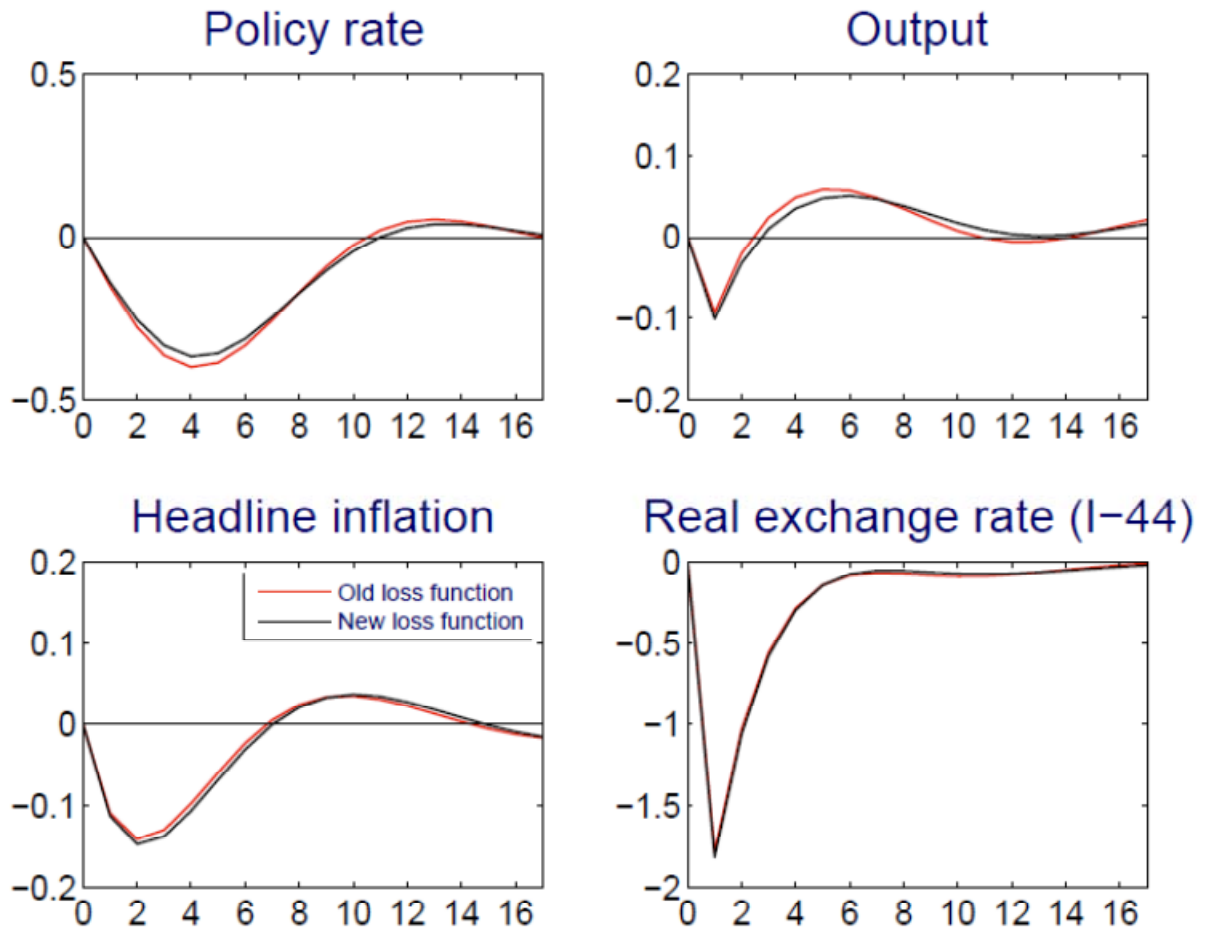 Policy rate
0.5
0
−0.5
0 2 4 6 8 10 12 14 16
Output
0.2
0.1
0
−0.1
−0.2
0 2 4 6 8 10 12 14 16
Headline inflation
0.2
0.1
0
−0.1
−0.2
Old loss function
New loss function
0 2 4 6 8 10 12 14 16
Real exchange rate (I−44)
0
−0.5
−1
−1.5
−2
0 2 4 6 8 10 12 14 16